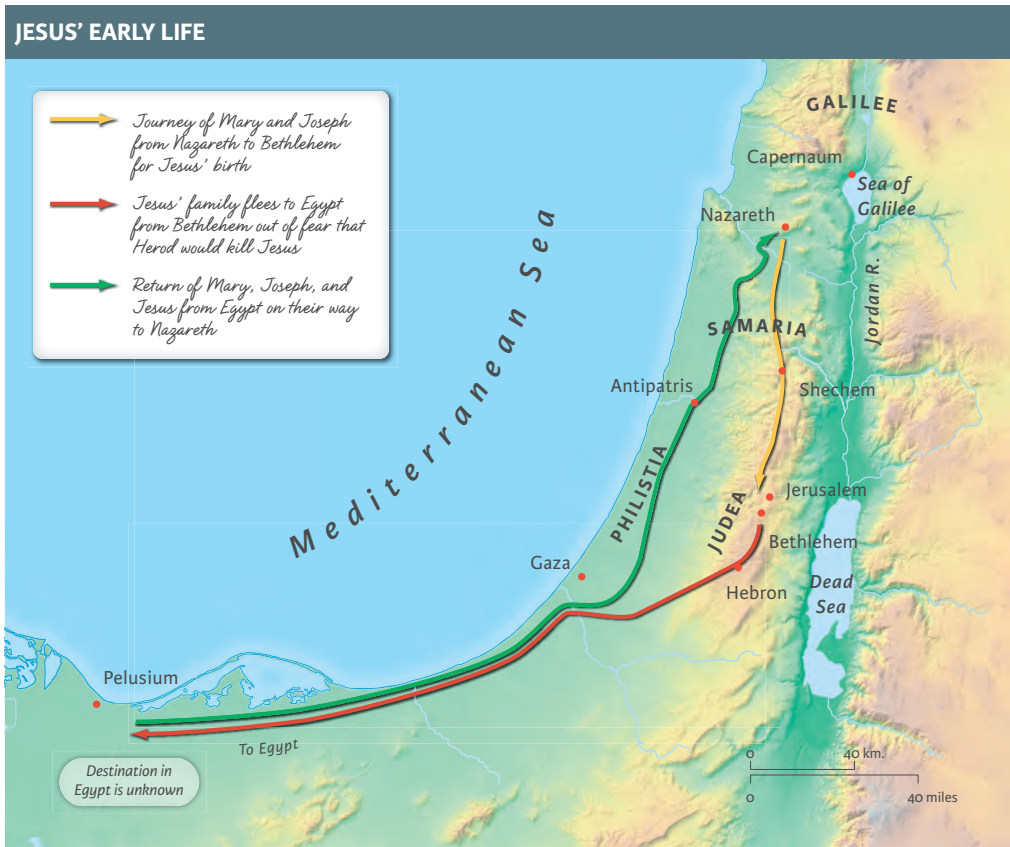 JESUS’ EARLY LIFE
Journey of Mary and Joseph
from Nazareth to Bethlehem
for Jesus’ birth
Jesus’ family flees to Egypt
from Bethlehem out of fear that
Herod would kill Jesus
Return of Mary, Joseph, and
Jesus from Egypt on their way
to Nazareth
GALILEE
Capernaum
Sea of
Galilee
Nazareth
Mediterranean Sea
Jordan R.
SAMARIA
Antipatris
Shechem
PHILISTIA
JUDEA
Jerusalem
Bethlehem
Gaza
Hebron
Dead
Sea
Pelusium
To Egypt
Destination in
Egypt is unknown
0 40 km.
0 40 miles